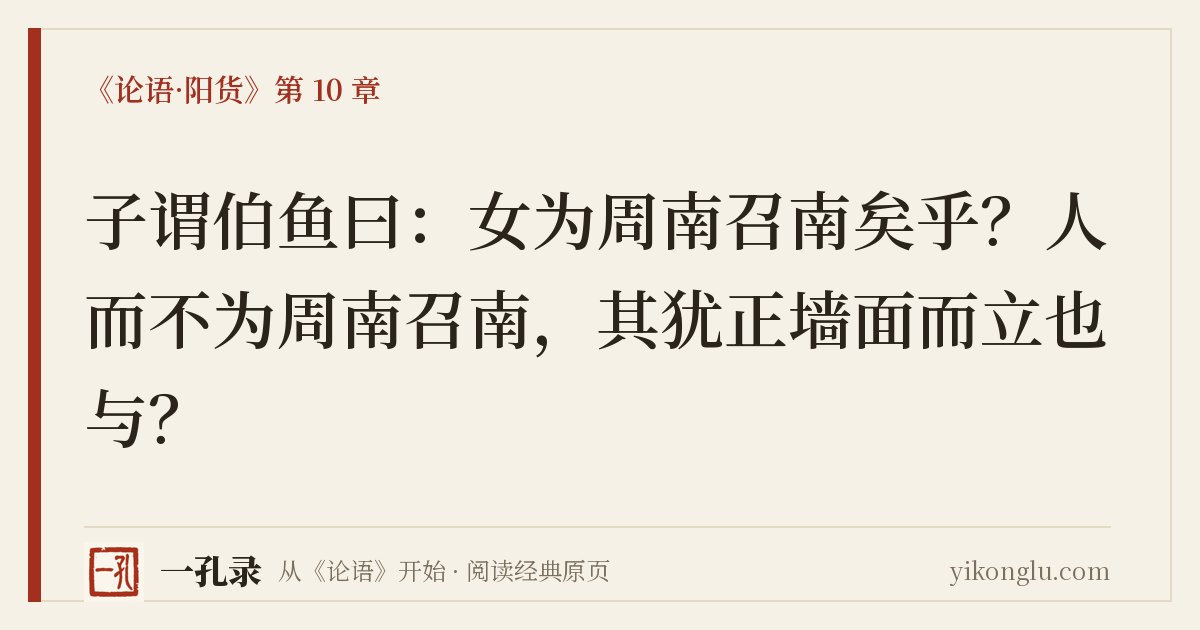 《论语·阳货》第 10 章
子谓伯鱼曰：女为周南召南矣乎？人
而不为周南召南，其犹正墙面而立也
与？
一孔
一孔录 从《论语》开始 · 阅读经典原页 yikonglu.com